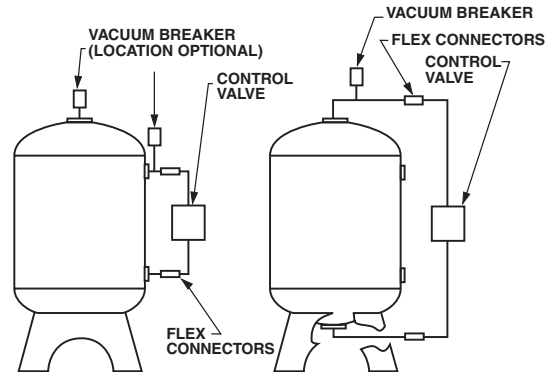 VACUUM BREAKER
(LOCATION OPTIONAL)
CONTROL
VALVE
FLEX
CONNECTORS
VACUUM BREAKER
FLEX CONNECTORS
CONTROL
VALVE